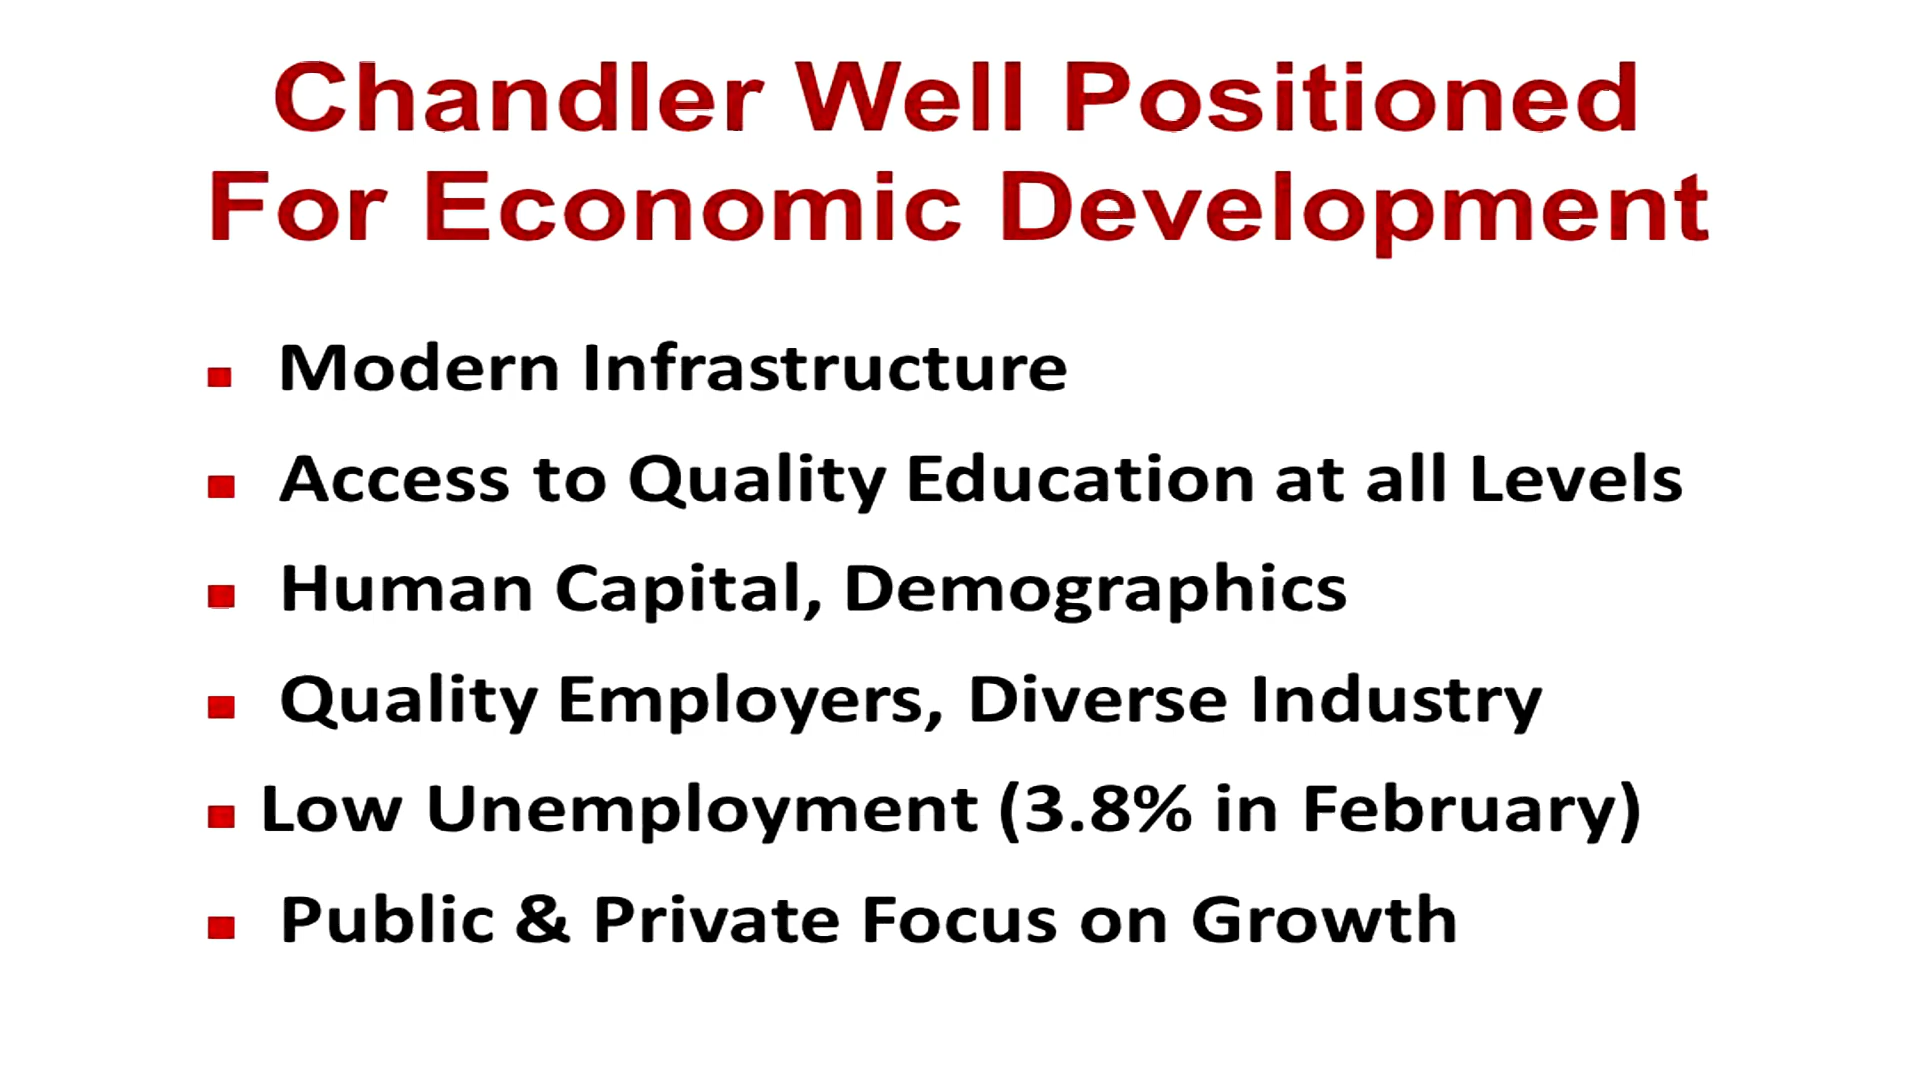 Chandler Well Positioned
For Economic Development
Modern Infrastructure
Access to Quality Education at all Levels
Human Capital, Demographics
Quality Employers, Diverse Industry
Low Unemployment (3.8% in February)
Public & Private Focus on Growth